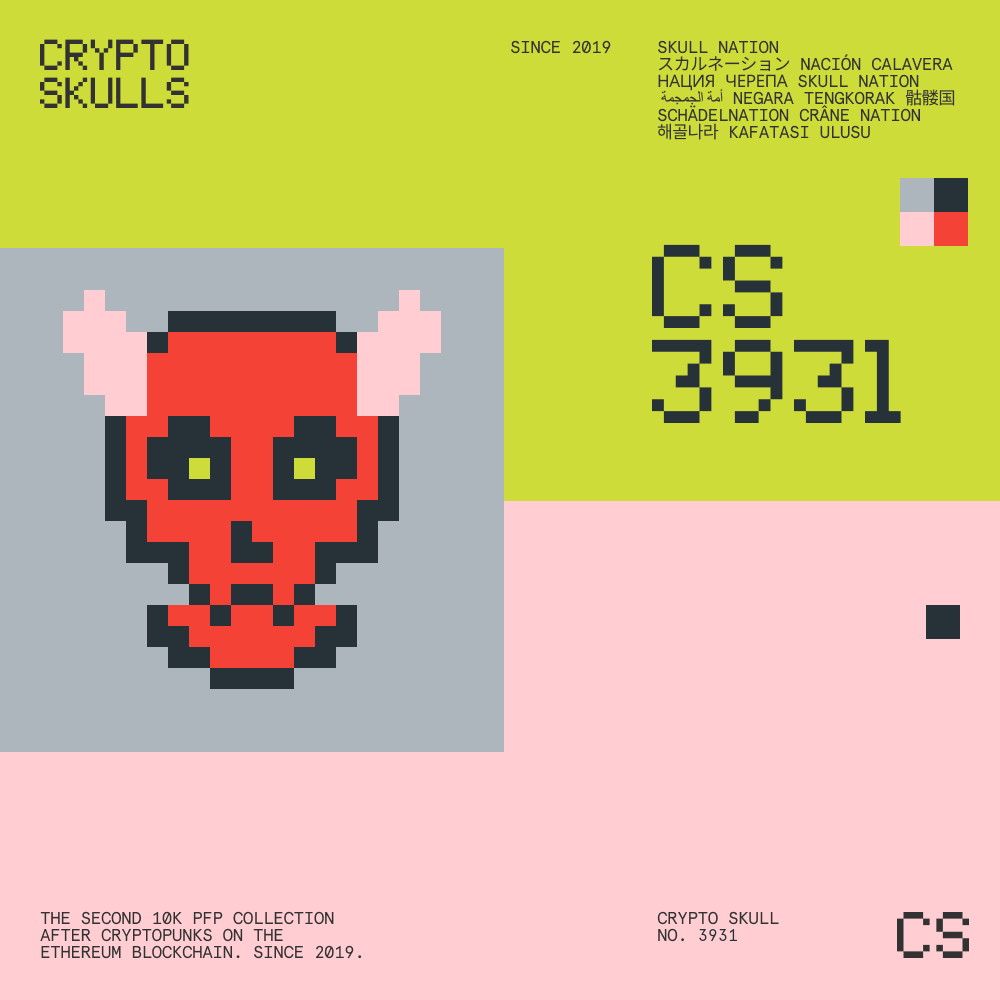 CRYPTO
SKULLS
SINCE 2019
SKULL NATION
スカルネーション NACIÓN CALAVERA
НАЦИЯ ЧЕРЕПА SKULL NATION
أمة الجمجمة NEGARA TENGKORAK 骷髅国
SCHÄDELNATION CRÂNE NATION
해골나라 KAFATASI ULUSU
CS
3931
THE SECOND 10K PFP COLLECTION
AFTER CRYPTOPUNKS ON THE
ETHEREUM BLOCKCHAIN. SINCE 2019.
CRYPTO SKULL
NO. 3931
CS